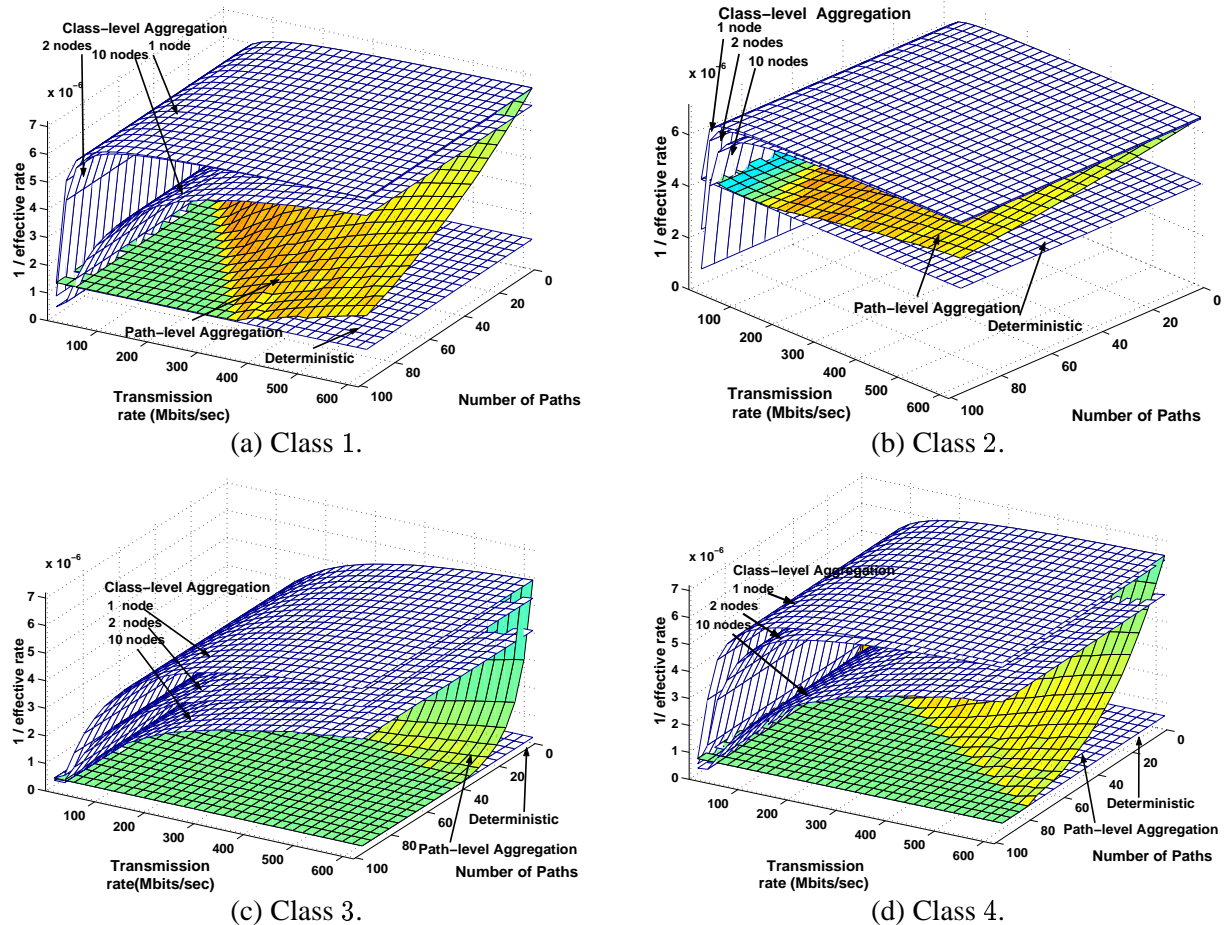 Class−level Aggregation
2 nodes
10 nodes
1 node
x 10 −6
1 / effective rate
7
6
5
4
3
2
1
0
Path−level Aggregation
Deterministic
100
200
300
400
500
600
Transmission
rate (Mbits/sec)
0
20
40
60
80
100
Number of Paths
(a) Class 1.
Class−level Aggregation
1 node
2 nodes
10 nodes
x 10 −6
1 / effective rate
6
4
2
0
Path−level Aggregation
Deterministic
100
200
300
400
500
600
Transmission
rate (Mbits/sec)
0
20
40
60
80
100
Number of Paths
(b) Class 2.
x 10 −6
Class−level Aggregation
1 node
2 nodes
10 nodes
1 / effective rate
7
6
5
4
3
2
1
0
Deterministic
Path−level Aggregation
100
200
300
400
500
600
Transmission
rate(Mbits/sec)
0
20
40
60
80
100
Number of Paths
(c) Class 3.
x 10 −6
Class−level Aggregation
1 node
2 nodes
10 nodes
1/ effective rate
7
6
5
4
3
2
1
0
Deterministic
Path−level Aggregation
100
200
300
400
500
600
Transmission
rate (Mbits/sec)
0
20
40
60
80
100
Number of Paths
(d) Class 4.